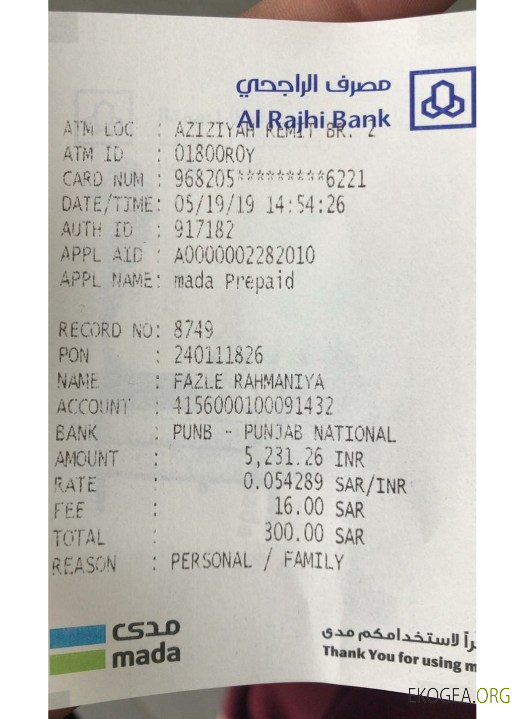 مصرف الراجحي
Al Rajhi Bank
ATM LOC : AZIZIYAH REMIT BR. 2
ATM ID : 01800R0Y
CARD NUM : 968205*********6221
DATE/TIME: 05/19/19 14:54:26
AUTH ID : 917182
APPL AID : A0000002282010
APPL NAME: mada Prepaid
RECORD NO: 8749
PON : 240111826
NAME : FAZLE RAHMANIYA
ACCOUNT : 4156000100091432
BANK : PUNB - PUNJAB NATIONAL
AMOUNT : 5,231.26 INR
RATE : 0.054289 SAR/INR
FEE : 16.00 SAR
TOTAL : 300.00 SAR
REASON : PERSONAL / FAMILY
مدى
mada
لاستخدامكم مدى
Thank You for using m
EKOGEA.ORG